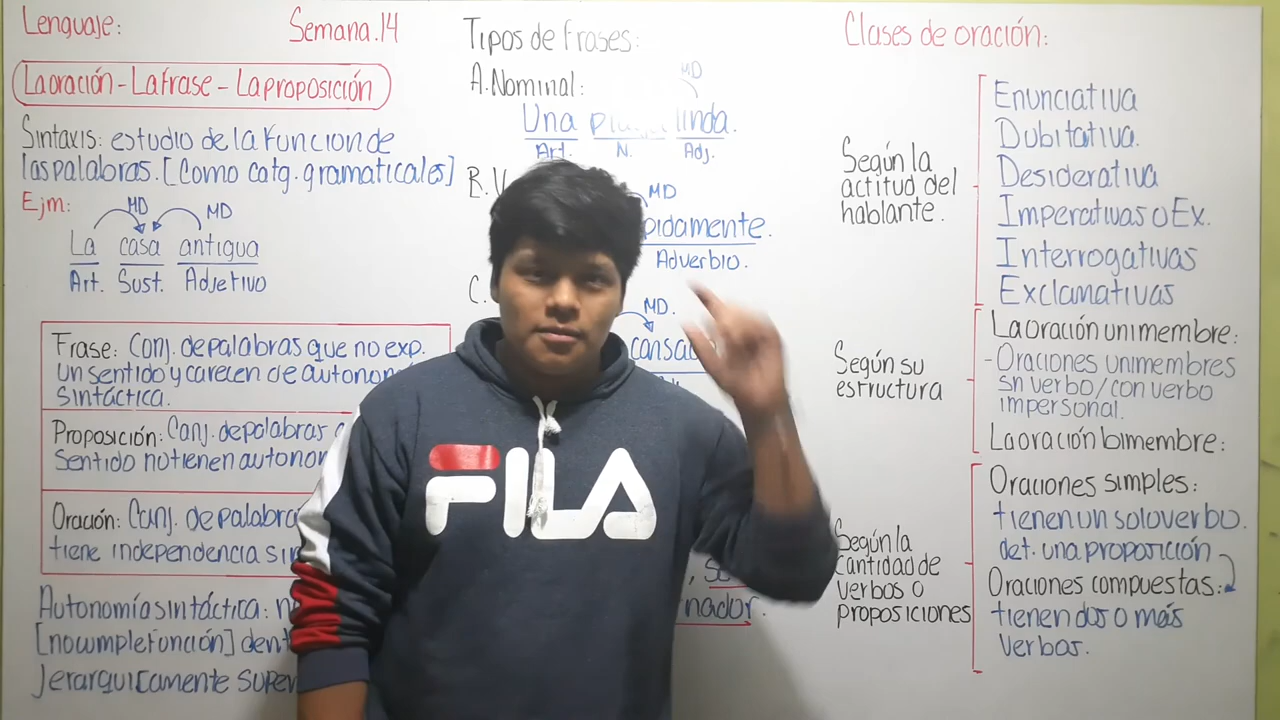 Lenguaje:
Semana.14
La oración - La frase - La proposición
Sintaxis: estudio de la función de
las palabras. [Como catg. gramaticales]
Ejm:
MD MD
La casa antigua
Art. Sust. Adjetivo
Frase: Conj. de palabras que no exp.
un sentido y carecen de autonom
sintáctica.
Proposición: Conj. de palabras
sentido no tienen autonom
Oración: Conj. de palabra
tiene independencia sin
Autonomía sintáctica: n
[no cumple función] dent
Jerarquicamente super
Tipos de frases:
A. Nominal:
MD
Una linda.
Art. N. Adj.
B. V
MD
pidamente.
Adverbio.
C.
MD.
cansad
, s
nador.
FILA
Clases de oración:
Según la
actitud del
hablante.
Enunciativa
Dubitativa.
Desiderativa
Imperativas o Ex.
Interrogativas
Exclamativas
Según su
estructura
La oración unimembre:
- Oraciones unimembres
sn verbo/con verbo
impersonal.
La oración bimembre:
Según la
cantidad de
verbos o
proposiciones
Oraciones simples:
tienen un solo verbo.
det. una proposición
Oraciones compuestas:
tienen dos o más
verbos.